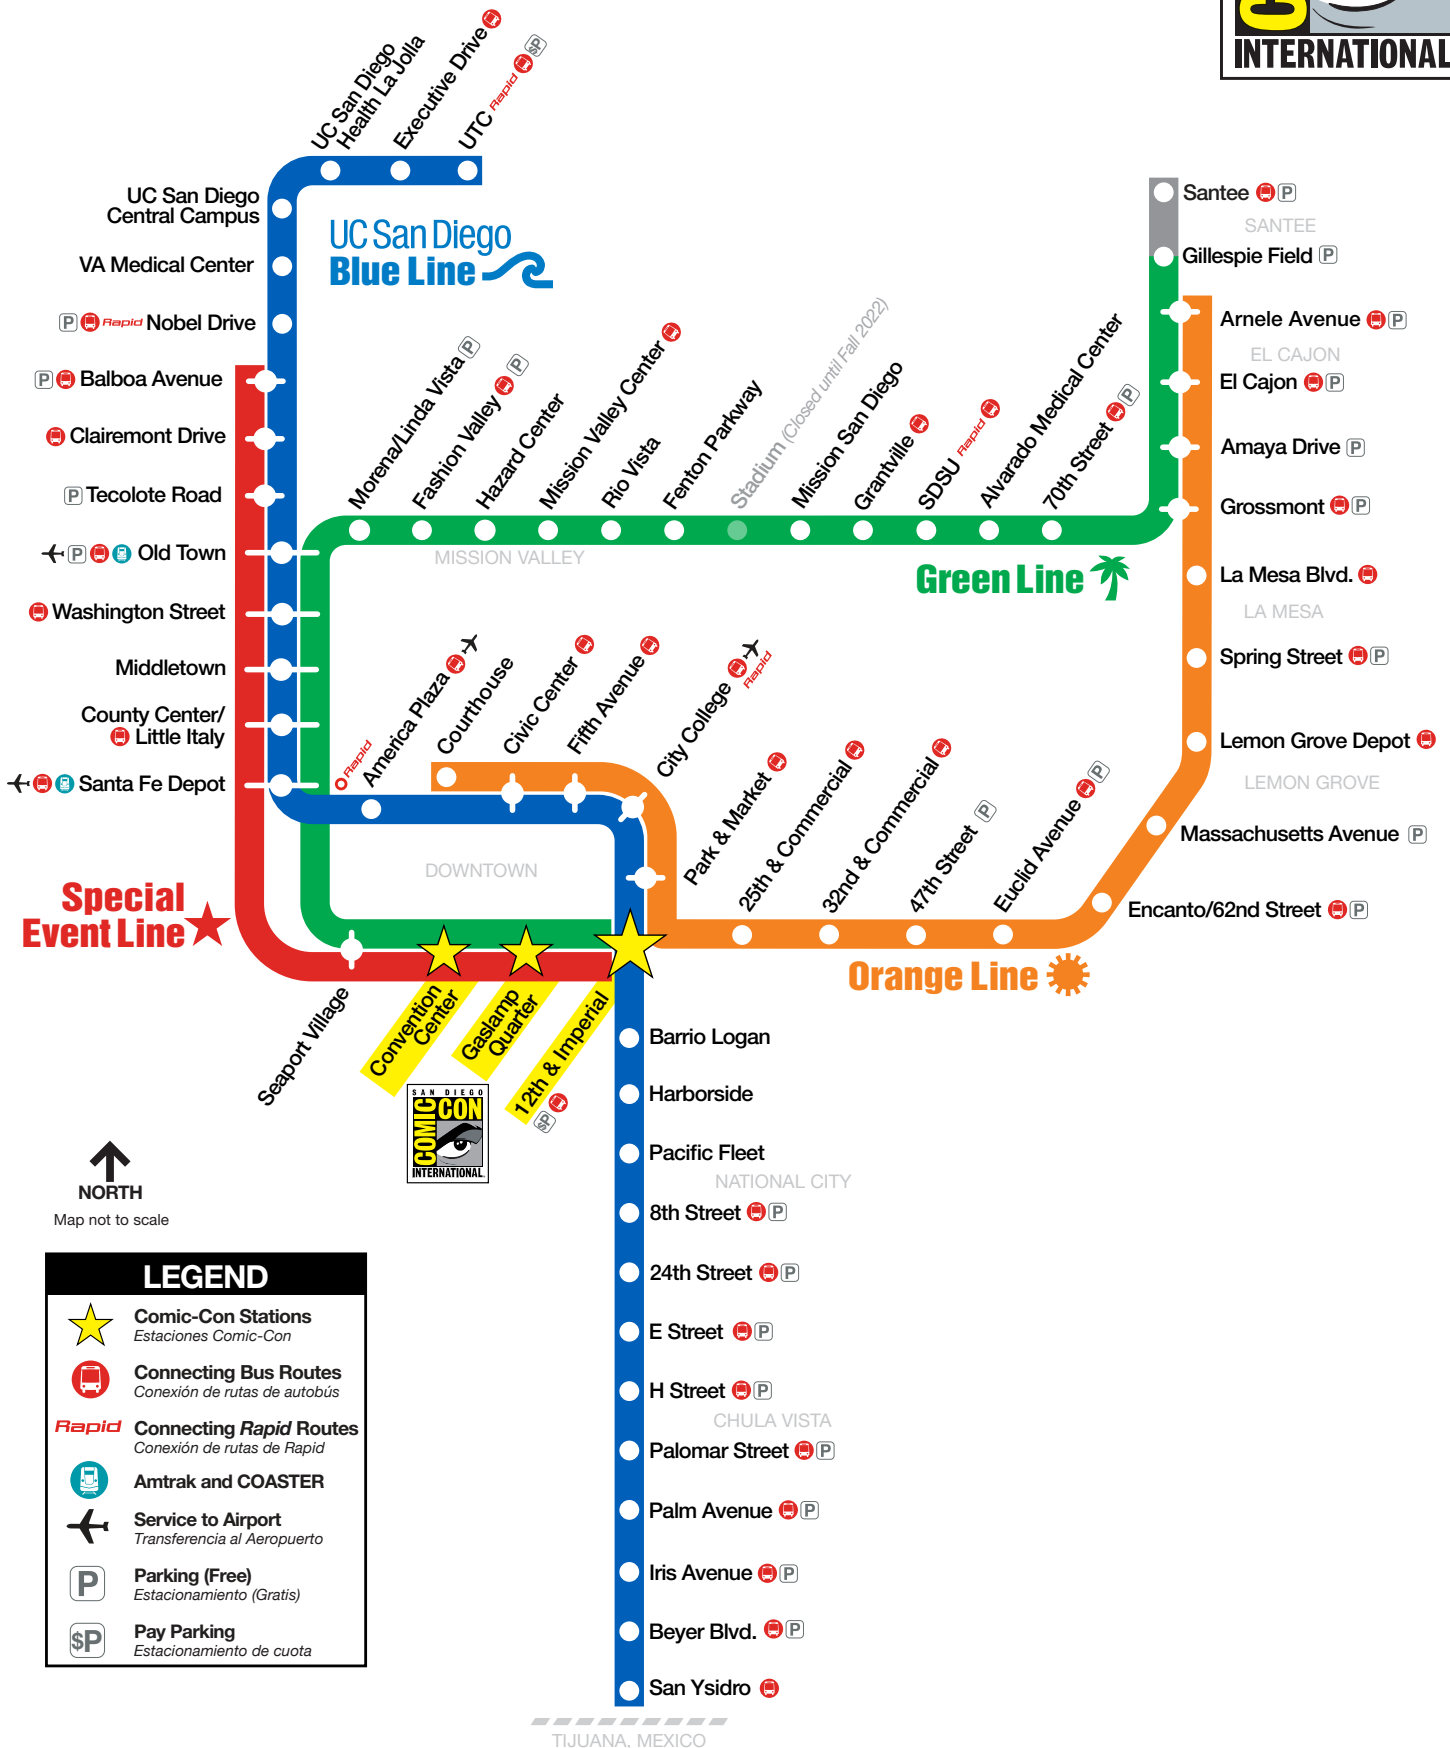 INTERNATIONAL
UC San Diego
Health La Jolla
Executive Drive
UTC Rapid $P
UC San Diego
Central Campus
VA Medical Center
P Rapid Nobel Drive
P Balboa Avenue
Clairemont Drive
P Tecolote Road
P Old Town
Washington Street
Middletown
County Center/
Little Italy
Santa Fe Depot
UC San Diego
Blue Line
Morena/Linda Vista P
Fashion Valley P
Hazard Center
Mission Valley Center
Rio Vista
Fenton Parkway
Stadium (Closed until Fall 2022)
Mission San Diego
Grantville
SDSU Rapid
Alvarado Medical Center
70th Street P
MISSION VALLEY
Green Line
Santee P
SANTEE
Gillespie Field P
Arnele Avenue P
EL CAJON
El Cajon P
Amaya Drive P
Grossmont P
La Mesa Blvd.
LA MESA
Spring Street P
Lemon Grove Depot
LEMON GROVE
Massachusetts Avenue P
Encanto/62nd Street P
Rapid
America Plaza
Courthouse
Civic Center
Fifth Avenue
City College
Rapid
Park & Market
25th & Commercial
32nd & Commercial
47th Street P
Euclid Avenue P
DOWNTOWN
Orange Line
Special
Event Line
Seaport Village
Convention
Center
Gaslamp
Quarter
12th & Imperial
$P
SAN DIEGO
COMIC CON
INTERNATIONAL
Barrio Logan
Harborside
Pacific Fleet
NATIONAL CITY
8th Street P
24th Street P
E Street P
H Street P
CHULA VISTA
Palomar Street P
Palm Avenue P
Iris Avenue P
Beyer Blvd. P
San Ysidro
TIJUANA, MEXICO
NORTH
Map not to scale
LEGEND
Comic-Con Stations
Estaciones Comic-Con
Connecting Bus Routes
Conexión de rutas de autobús
Rapid Connecting Rapid Routes
Conexión de rutas de Rapid
Amtrak and COASTER
Service to Airport
Transferencia al Aeropuerto
P Parking (Free)
Estacionamiento (Gratis)
$P Pay Parking
Estacionamiento de cuota